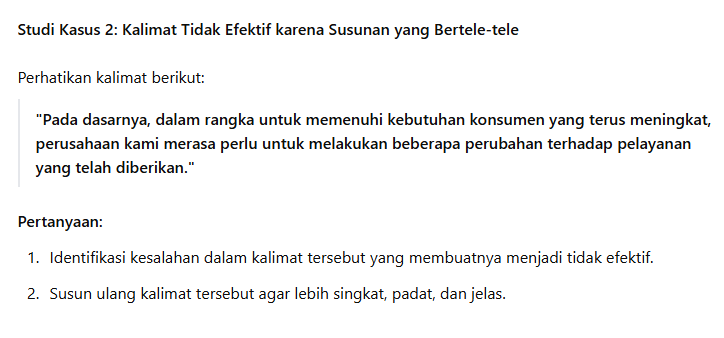 Studi Kasus 2: Kalimat Tidak Efektif karena Susunan yang Bertele-tele
Perhatikan kalimat berikut:
"Pada dasarnya, dalam rangka untuk memenuhi kebutuhan konsumen yang terus meningkat,
perusahaan kami merasa perlu untuk melakukan beberapa perubahan terhadap pelayanan
yang telah diberikan."
Pertanyaan:
1. Identifikasi kesalahan dalam kalimat tersebut yang membuatnya menjadi tidak efektif.
2. Susun ulang kalimat tersebut agar lebih singkat, padat, dan jelas.